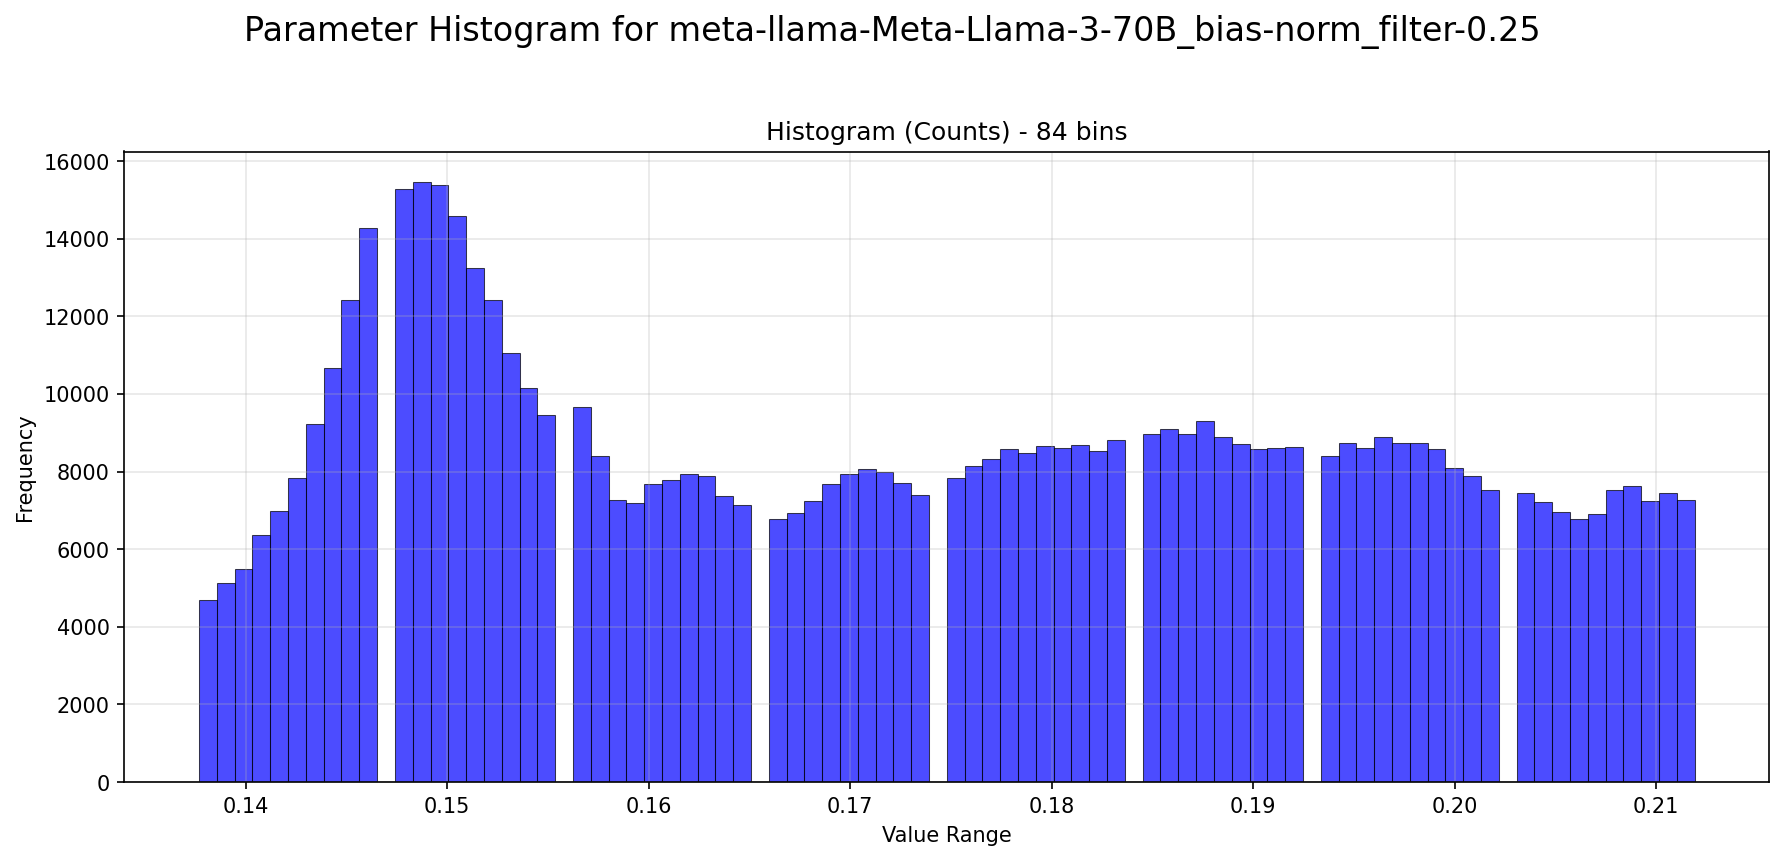 Parameter Histogram for meta-llama-Meta-Llama-3-70B_bias-norm_filter-0.25
Histogram (Counts) - 84 bins
16000
14000
12000
10000
8000
6000
4000
2000
0
Frequency
0.14 0.15 0.16 0.17 0.18 0.19 0.20 0.21
Value Range